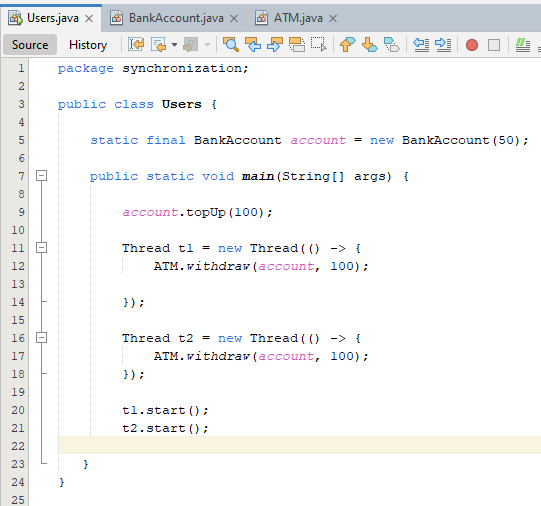 Users.java BankAccount.java ATM.java
Source History
1 package synchronization;
2
3 public class Users {
4
5 static final BankAccount account = new BankAccount(50);
6
7 public static void main(String[] args) {
8
9 account.topUp(100);
10
11 Thread t1 = new Thread(() -> {
12 ATM.withdraw(account, 100);
13
14 });
15
16 Thread t2 = new Thread(() -> {
17 ATM.withdraw(account, 100);
18 });
19
20 t1.start();
21 t2.start();
22
23 }
24 }
25